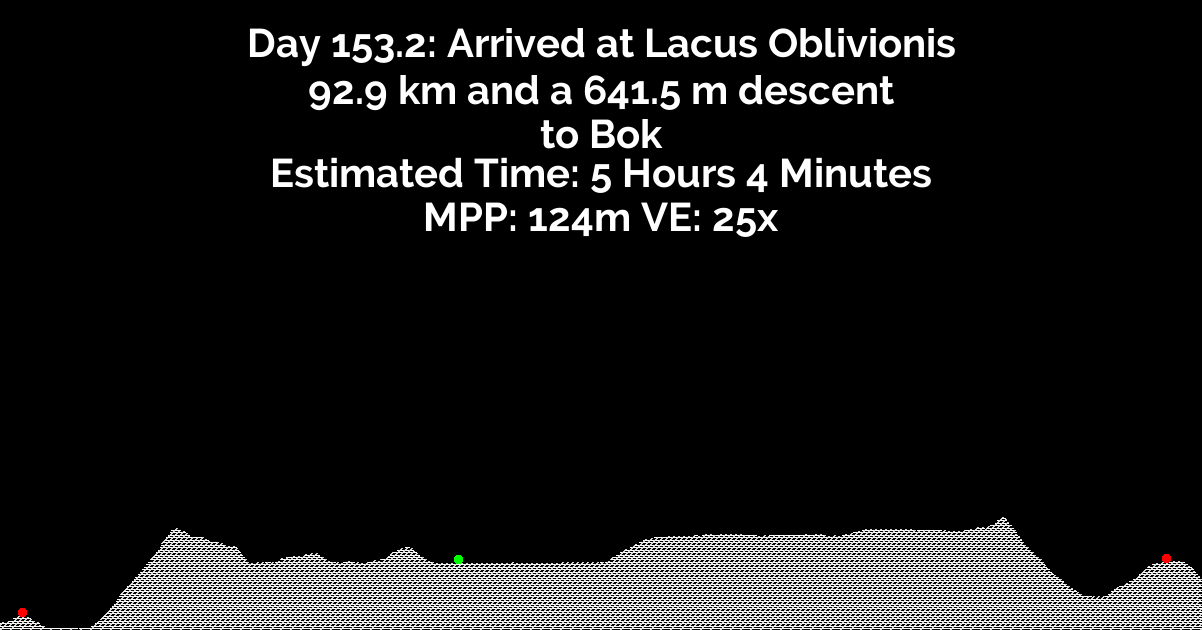 Day 153.2: Arrived at Lacus Oblivionis
92.9 km and a 641.5 m descent
to Bok
Estimated Time: 5 Hours 4 Minutes
MPP: 124m VE: 25x